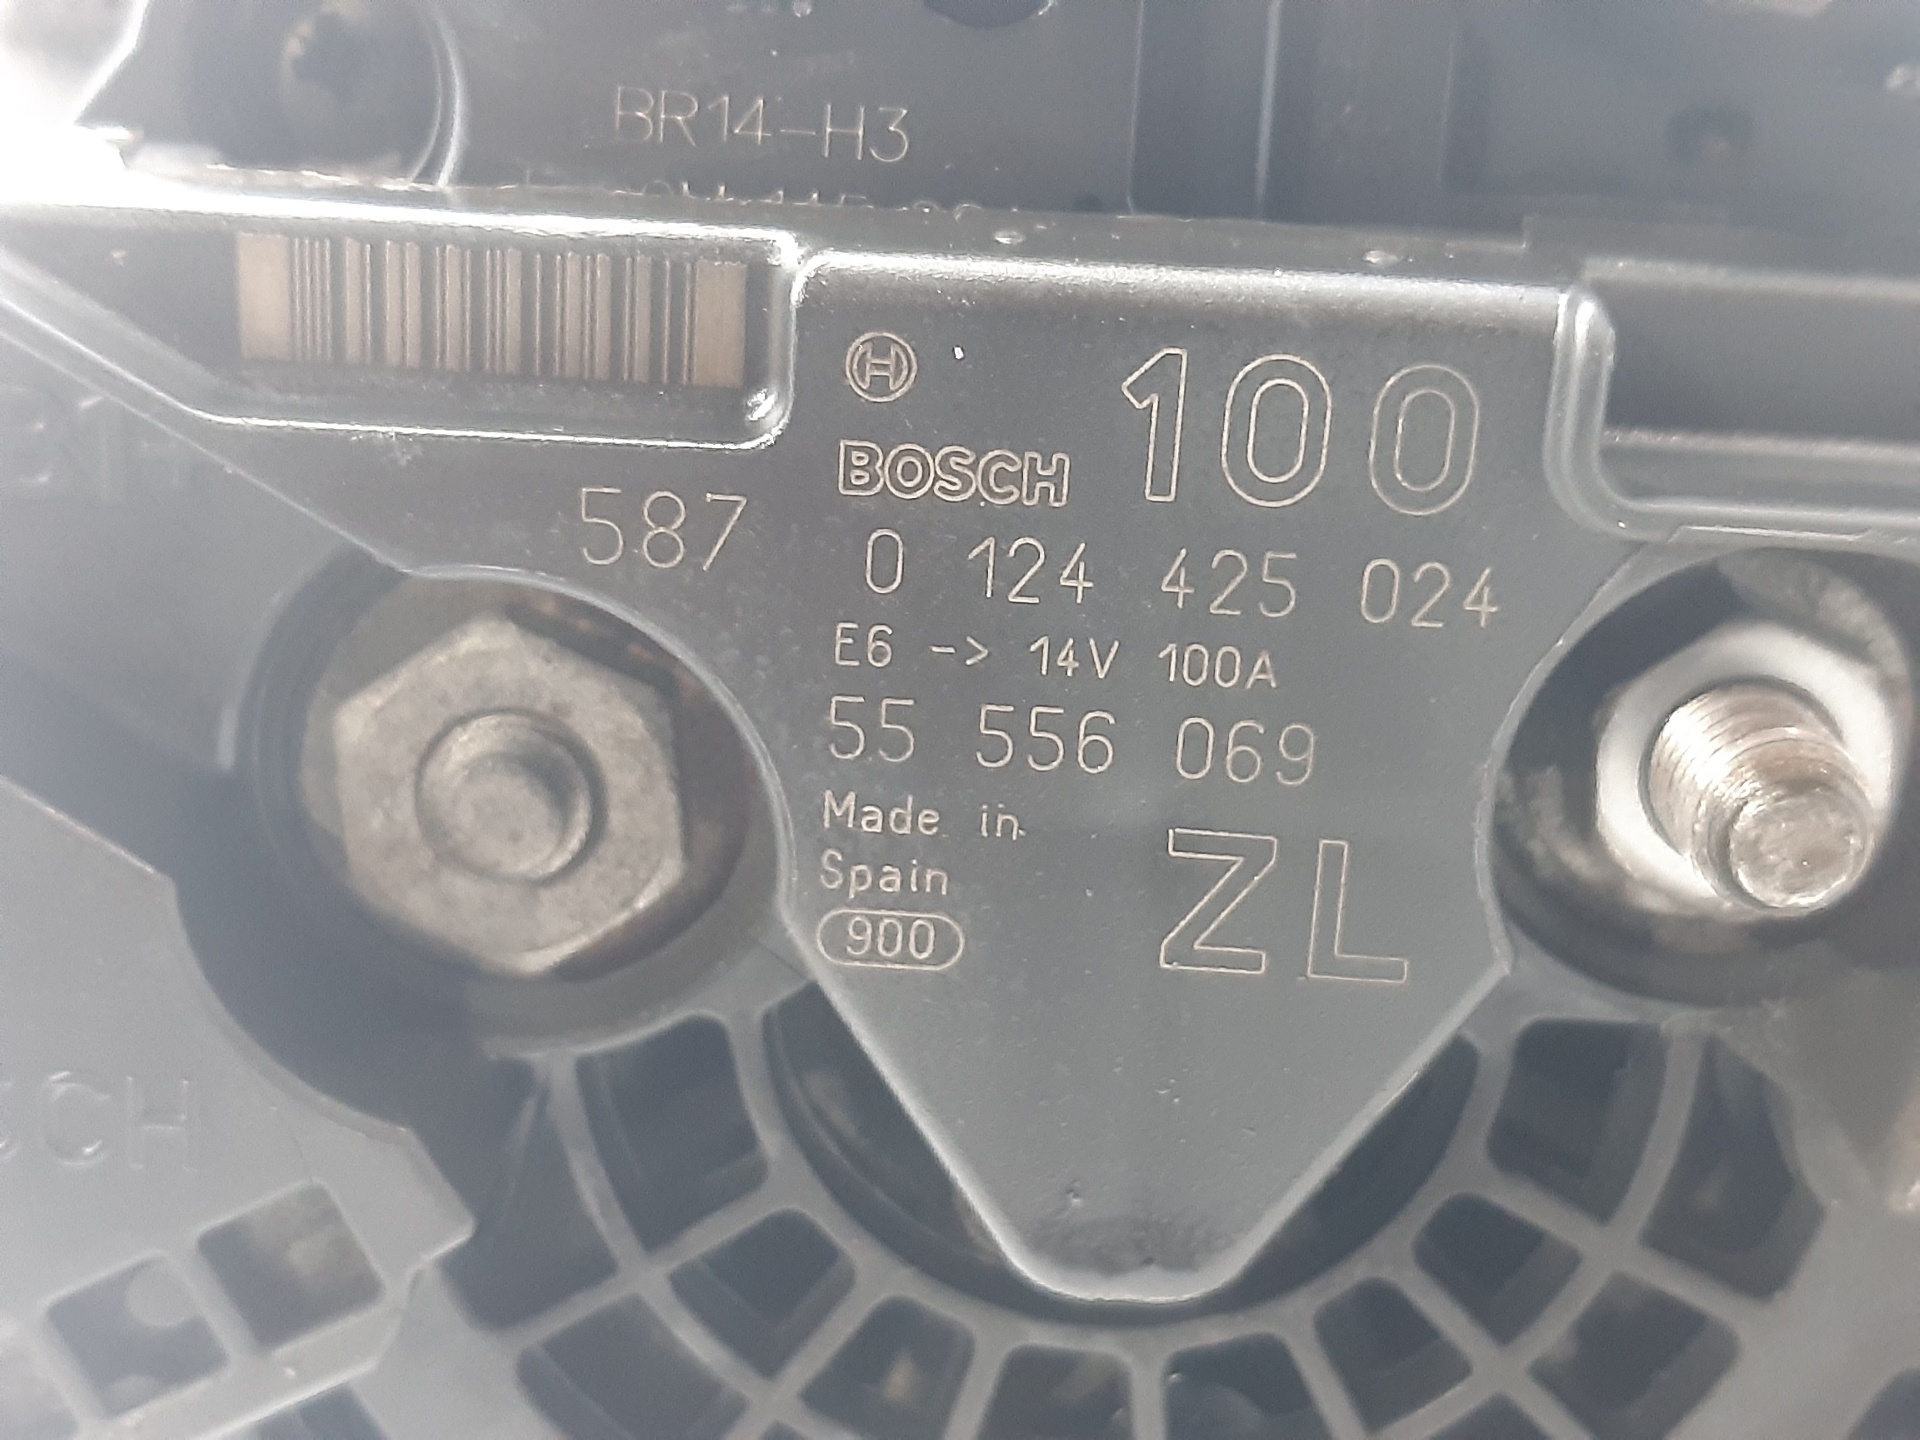 BR14-H3
BOSCH 100
587 0 124 425 024
E6 -> 14V 100A
55 556 069
Made in
Spain
ZL
900